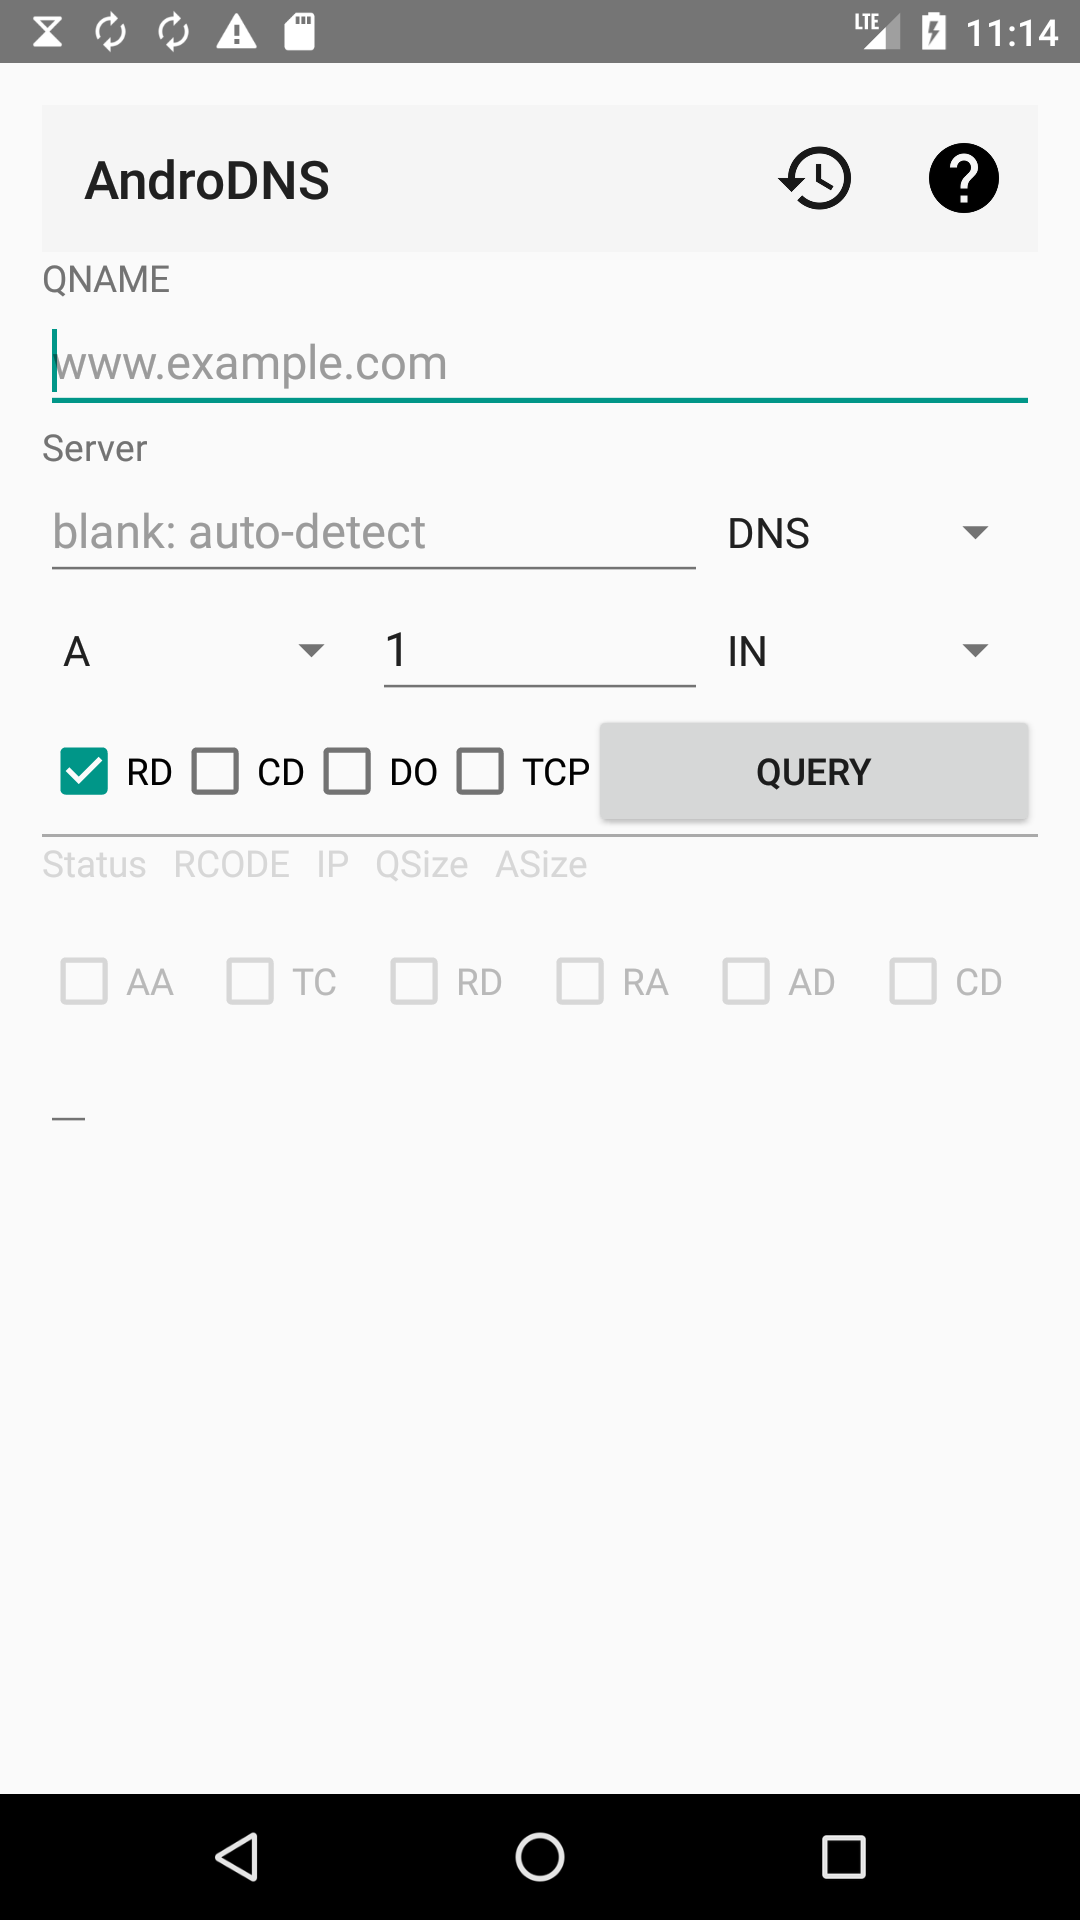 LTE 11:14
AndroDNS
QNAME
www.example.com
Server
blank: auto-detect DNS
A 1 IN
RD CD DO TCP QUERY
Status RCODE IP QSize ASize
AA TC RD RA AD CD